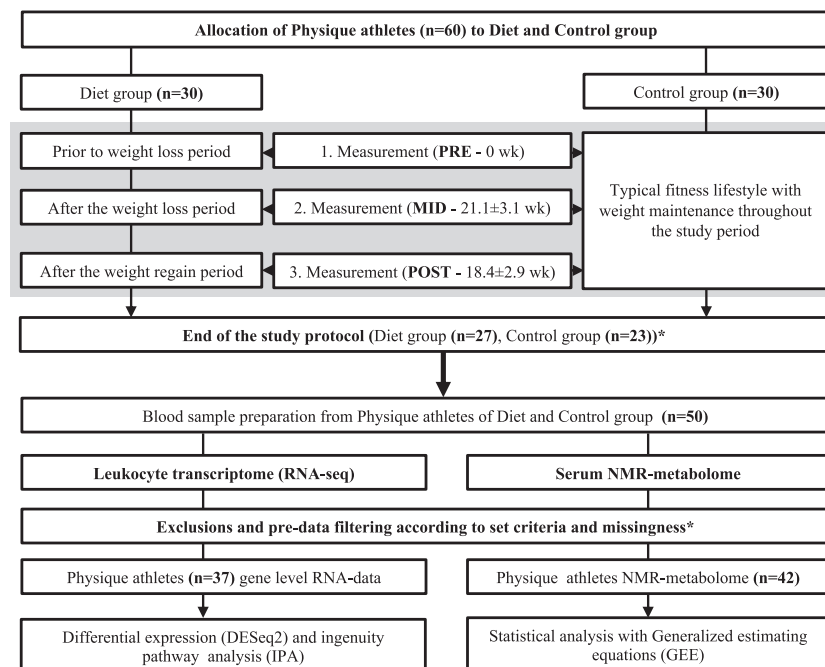 Allocation of Physique athletes (n=60) to Diet and Control group
Diet group (n=30)
Control group (n=30)
Prior to weight loss period
1. Measurement (PRE - 0 wk)
After the weight loss period
2. Measurement (MID - 21.1±3.1 wk)
After the weight regain period
3. Measurement (POST - 18.4±2.9 wk)
Typical fitness lifestyle with
weight maintenance throughout
the study period
End of the study protocol (Diet group (n=27), Control group (n=23))*
Blood sample preparation from Physique athletes of Diet and Control group (n=50)
Leukocyte transcriptome (RNA-seq)
Serum NMR-metabolome
Exclusions and pre-data filtering according to set criteria and missingness*
Physique athletes (n=37) gene level RNA-data
Physique athletes NMR-metabolome (n=42)
Differential expression (DESeq2) and ingenuity
pathway analysis (IPA)
Statistical analysis with Generalized estimating
equations (GEE)